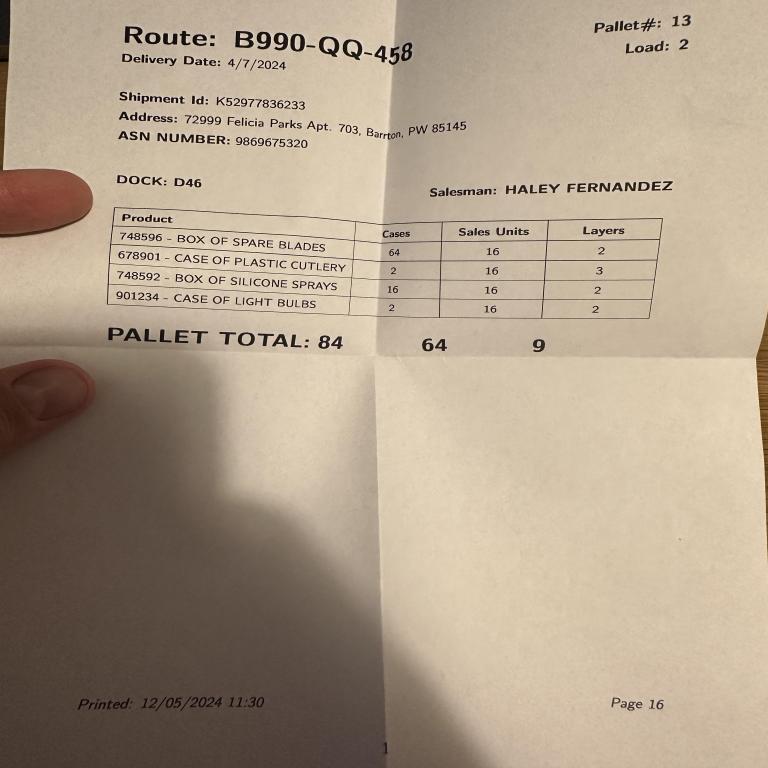 Route: B990-QQ-458
Pallet#: 13
Delivery Date: 4/7/2024
Load: 2
Shipment Id: K52977836233
Address: 72999 Felicia Parks Apt. 703, Barrton, PW 85145
ASN NUMBER: 9869675320
DOCK: D46
Salesman: HALEY FERNANDEZ
Product Cases Sales Units Layers
748596 - BOX OF SPARE BLADES 64 16 2
678901 - CASE OF PLASTIC CUTLERY 2 16 3
748592 - BOX OF SILICONE SPRAYS 16 16 2
901234 - CASE OF LIGHT BULBS 2 16 2
PALLET TOTAL: 84 64 9
Printed: 12/05/2024 11:30
Page 16
1